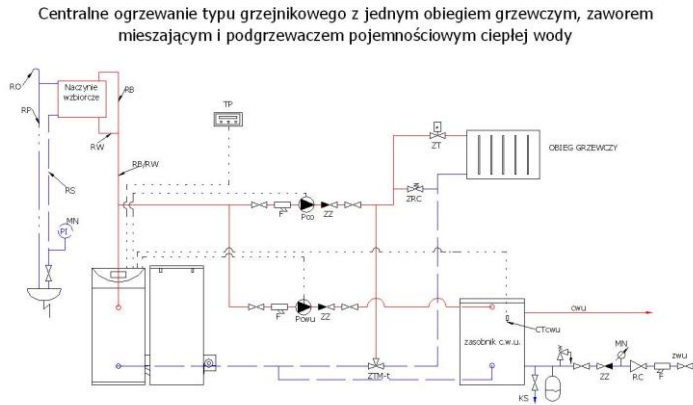 Centralne ogrzewanie typu grzejnikowego z jednym obiegiem grzewczym, zaworem
mieszającym i podgrzewaczem pojemnościowym ciepłej wody
RO
Naczynie
wzbiorcze
RB
RP
TP
RW
ZT
OBIEG GRZEWCZY
RB/RW
RS
ZRC
MN
PI
F
Pco
ZZ
F
Pcwu
ZZ
cwu
CTcwu
zasobnik c.w.u.
MN
zwu
ZTM-t
ZZ
RC
F
KS